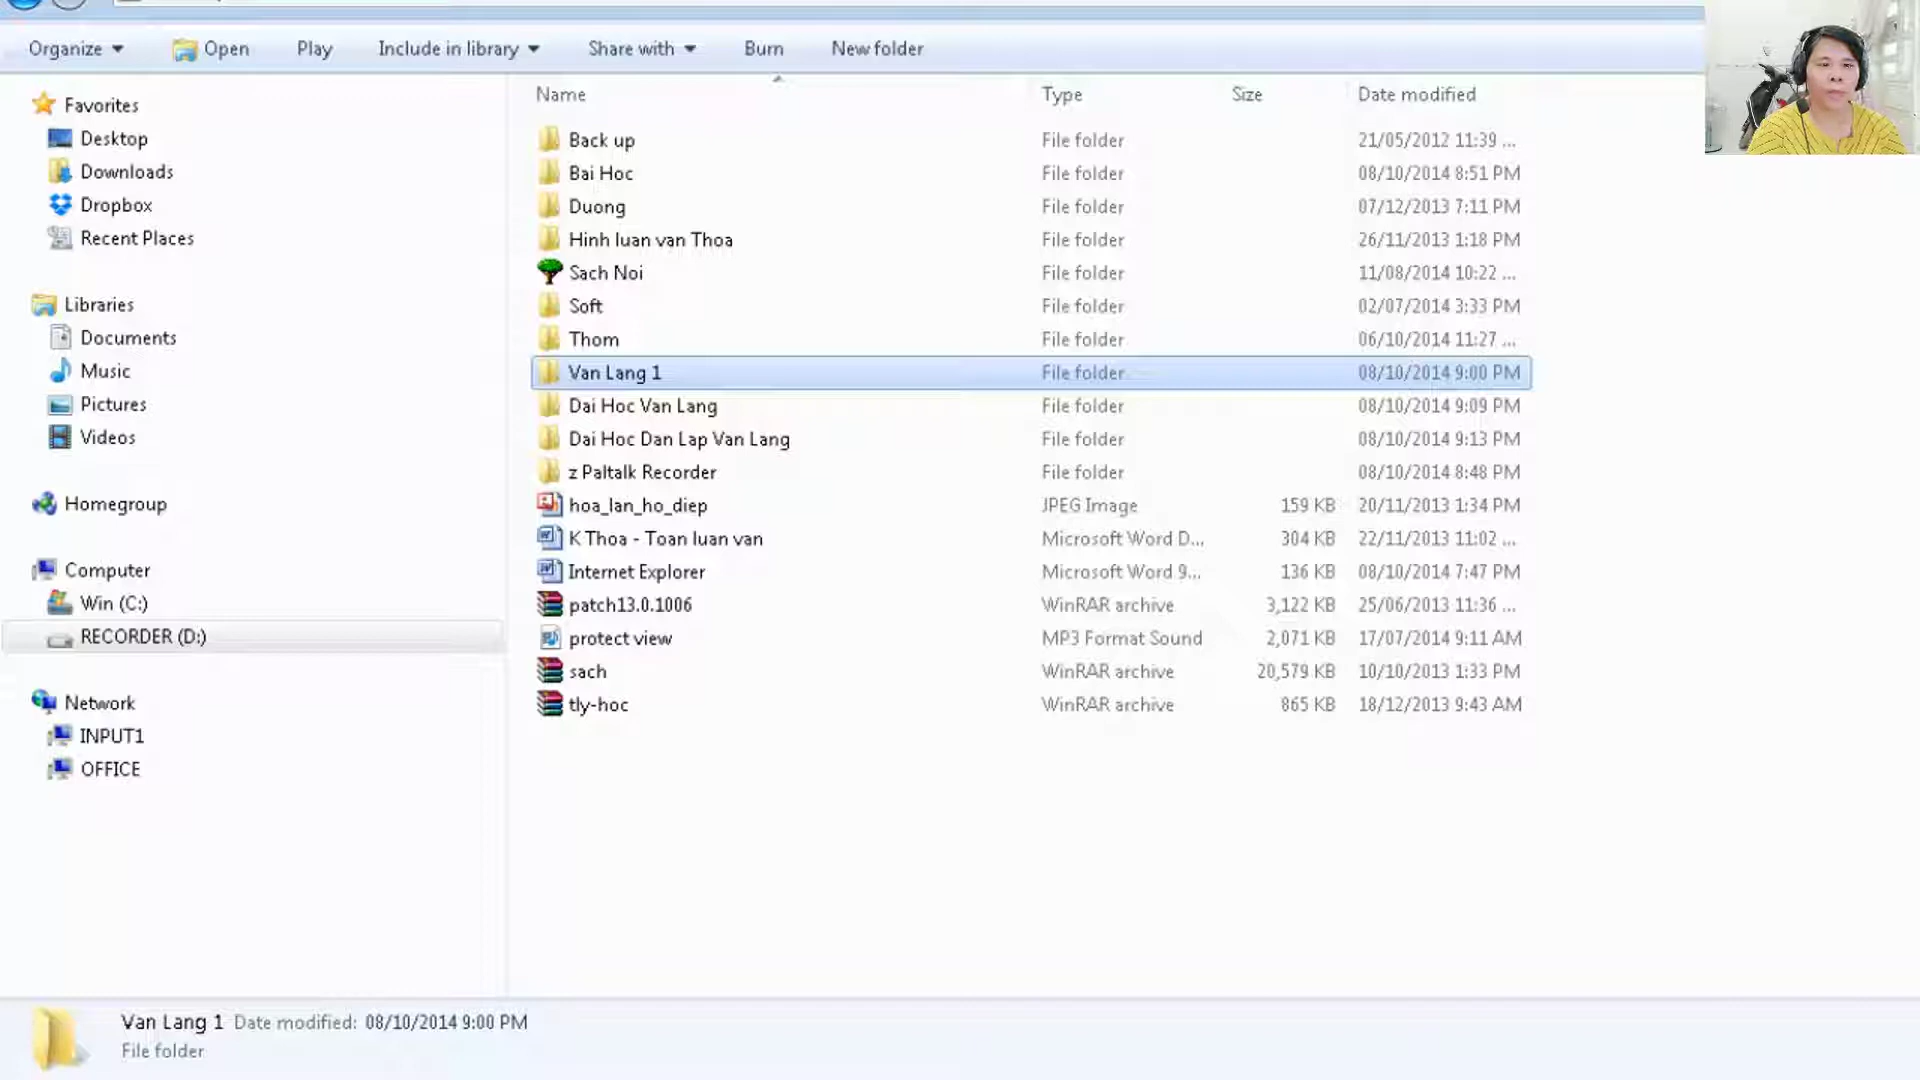 Organize Open Play Include in library Share with Burn New folder
Favorites
Desktop
Downloads
Dropbox
Recent Places
Libraries
Documents
Music
Pictures
Videos
Homegroup
Computer
Win (C:)
RECORDER (D:)
Network
INPUT1
OFFICE
Name Type Size Date modified
Back up File folder 21/05/2012 11:39 ...
Bai Hoc File folder 08/10/2014 8:51 PM
Duong File folder 07/12/2013 7:11 PM
Hinh luan van Thoa File folder 26/11/2013 1:18 PM
Sach Noi File folder 11/08/2014 10:22 ...
Soft File folder 02/07/2014 3:33 PM
Thom File folder 06/10/2014 11:27 ...
Van Lang 1 File folder 08/10/2014 9:00 PM
Dai Hoc Van Lang File folder 08/10/2014 9:09 PM
Dai Hoc Dan Lap Van Lang File folder 08/10/2014 9:13 PM
z Paltalk Recorder File folder 08/10/2014 8:48 PM
hoa_lan_ho_diep JPEG Image 159 KB 20/11/2013 1:34 PM
K Thoa - Toan luan van Microsoft Word D... 304 KB 22/11/2013 11:02 ...
Internet Explorer Microsoft Word 9... 136 KB 08/10/2014 7:47 PM
patch13.0.1006 WinRAR archive 3,122 KB 25/06/2013 11:36 ...
protect view MP3 Format Sound 2,071 KB 17/07/2014 9:11 AM
sach WinRAR archive 20,579 KB 10/10/2013 1:33 PM
tly-hoc WinRAR archive 865 KB 18/12/2013 9:43 AM
Van Lang 1 Date modified: 08/10/2014 9:00 PM
File folder